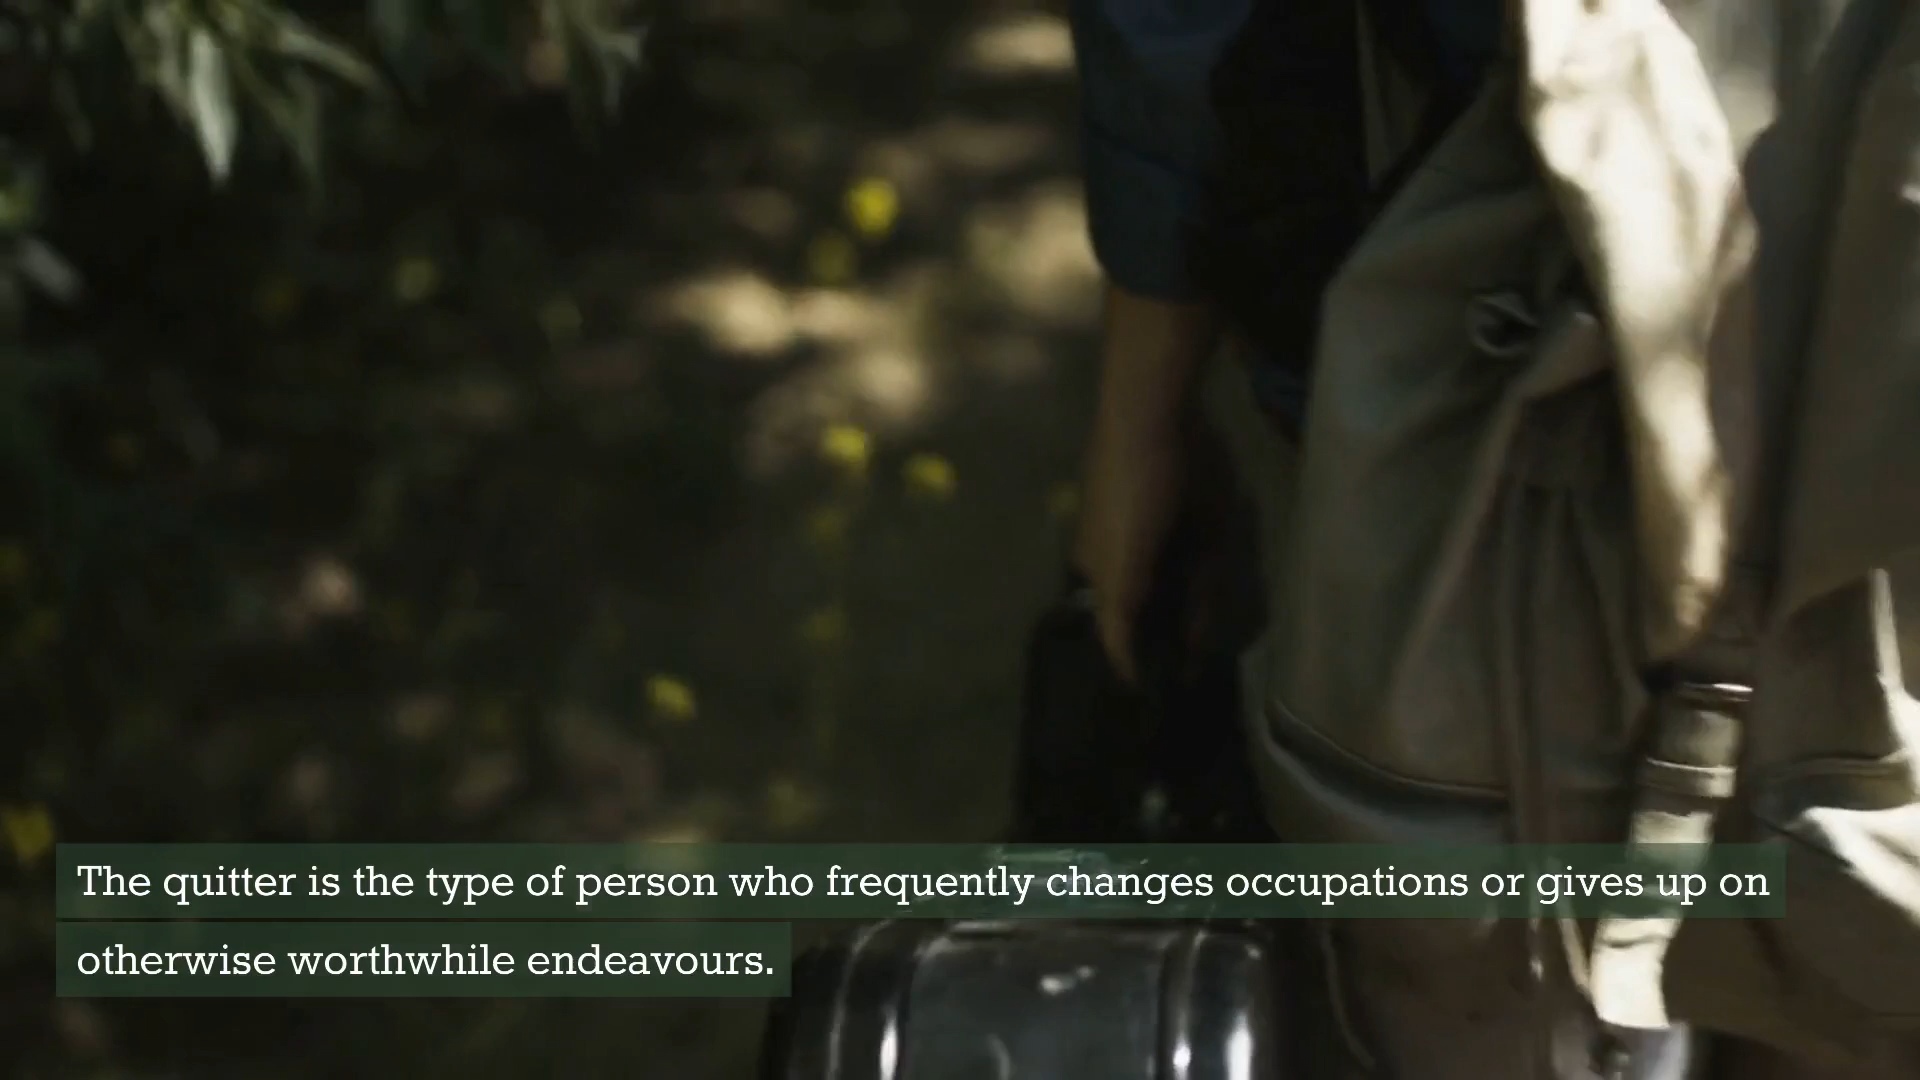 The quitter is the type of person who frequently changes occupations or gives up on
otherwise worthwhile endeavours.